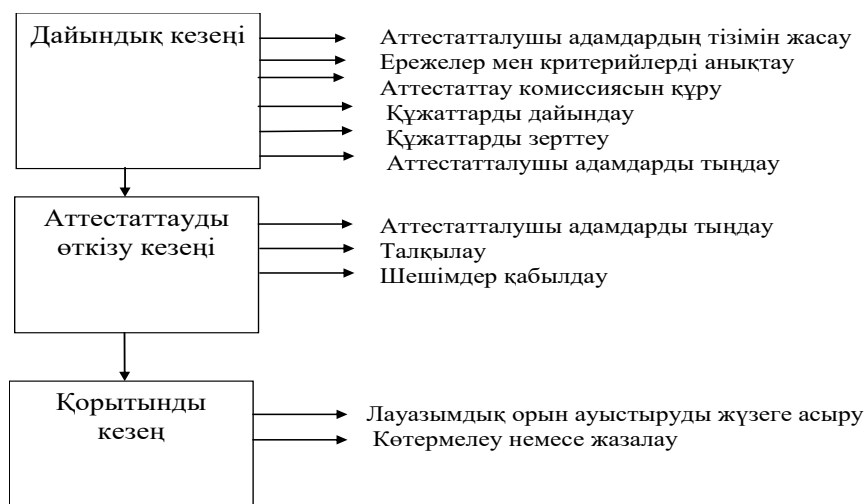 Дайындық кезеңі
Аттестатталушы адамдардың тізімін жасау
Ережелер мен критерийлерді анықтау
Аттестаттау комиссиясын құру
Құжаттарды дайындау
Құжаттарды зерттеу
Аттестатталушы адамдарды тыңдау
Аттестаттауды
өткізу кезеңі
Аттестатталушы адамдарды тыңдау
Талқылау
Шешімдер қабылдау
Қорытынды
кезең
Лауазымдық орын ауыстыруды жүзеге асыру
Көтермелеу немесе жазалау